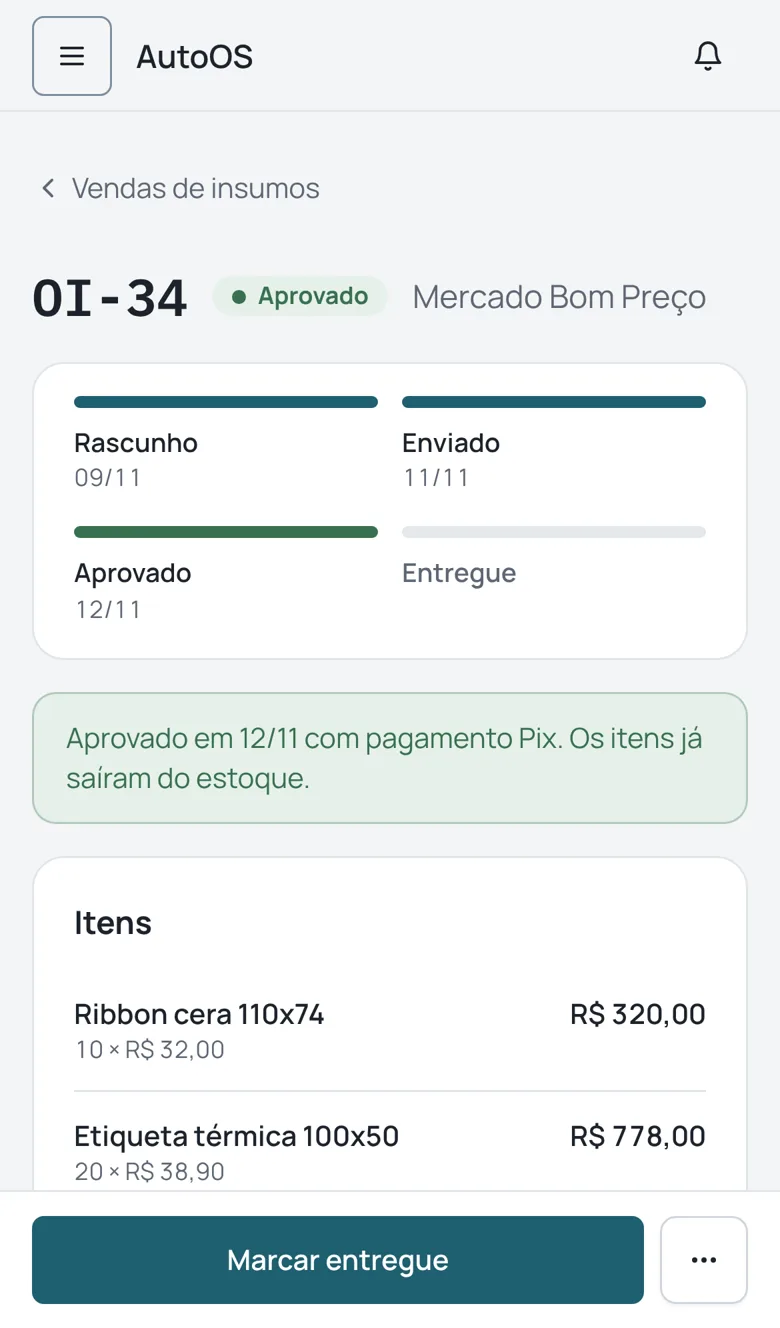 AutoOS
Vendas de insumos
OI-34
Aprovado
Mercado Bom Preço
Rascunho
09/11
Enviado
11/11
Aprovado
12/11
Entregue
Aprovado em 12/11 com pagamento Pix. Os itens já
saíram do estoque.
Itens
Ribbon cera 110x74
R$ 320,00
10 × R$ 32,00
Etiqueta térmica 100x50
R$ 778,00
20 × R$ 38,90
Marcar entregue